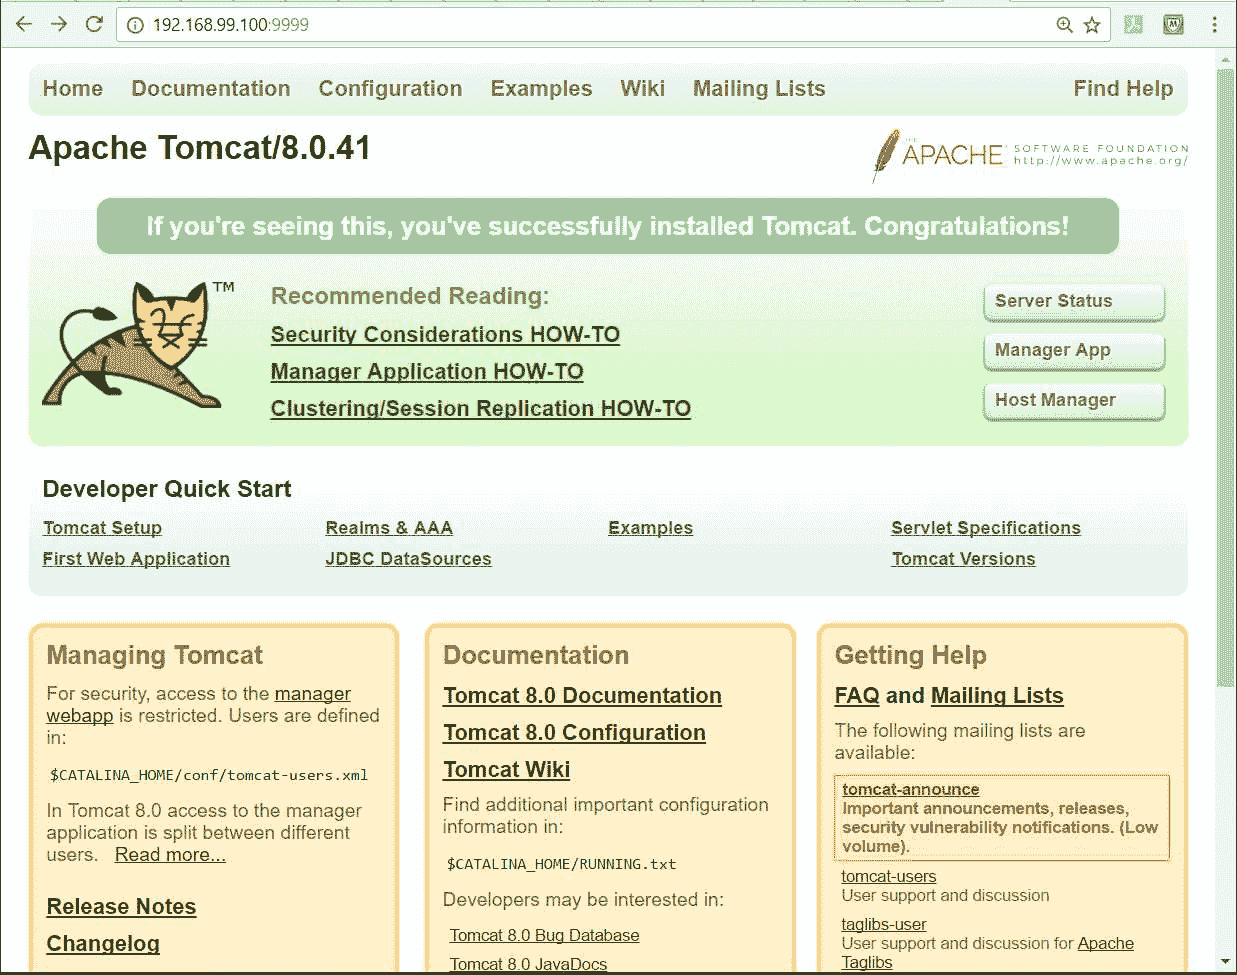 192.168.99.100:9999
Home Documentation Configuration Examples Wiki Mailing Lists Find Help
Apache Tomcat/8.0.41
THE APACHE SOFTWARE FOUNDATION
http://www.apache.org/
If you're seeing this, you've successfully installed Tomcat. Congratulations!
TM
Recommended Reading:
Security Considerations HOW-TO
Manager Application HOW-TO
Clustering/Session Replication HOW-TO
Server Status
Manager App
Host Manager
Developer Quick Start
Tomcat Setup
First Web Application
Realms & AAA
JDBC DataSources
Examples
Servlet Specifications
Tomcat Versions
Managing Tomcat
For security, access to the manager
webapp is restricted. Users are defined
in:
$CATALINA_HOME/conf/tomcat-users.xml
In Tomcat 8.0 access to the manager
application is split between different
users. Read more...
Release Notes
Changelog
Documentation
Tomcat 8.0 Documentation
Tomcat 8.0 Configuration
Tomcat Wiki
Find additional important configuration
information in:
$CATALINA_HOME/RUNNING.txt
Developers may be interested in:
Tomcat 8.0 Bug Database
Tomcat 8.0 JavaDocs
Getting Help
FAQ and Mailing Lists
The following mailing lists are
available:
tomcat-announce
Important announcements, releases,
security vulnerability notifications. (Low
volume).
tomcat-users
User support and discussion
taglibs-user
User support and discussion for Apache
Taglibs